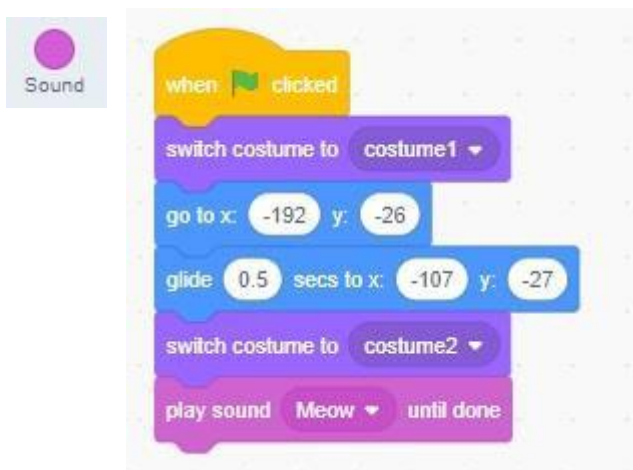 Sound
when clicked
switch costume to costume1
go to x: -192 y: -26
glide 0.5 secs to x: -107 y: -27
switch costume to costume2
play sound Meow until done